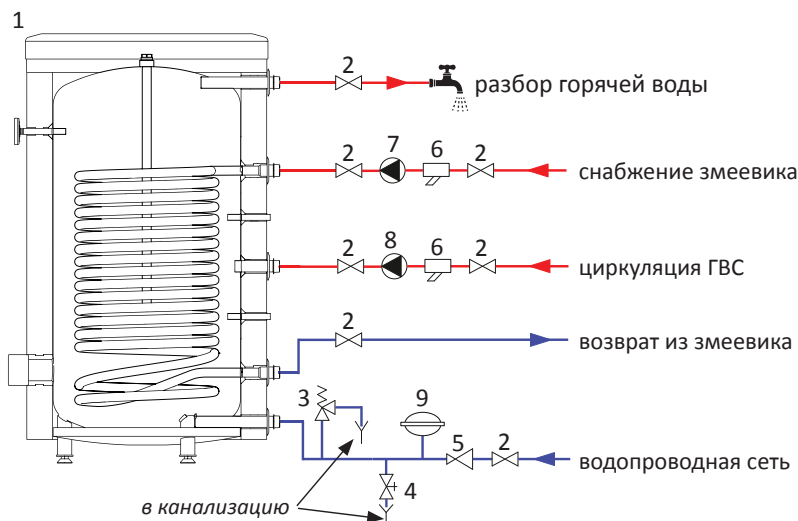 1
2
разбор горячей воды
2 7 6 2
снабжение змеевика
2 8 6 2
циркуляция ГВС
2
возврат из змеевика
3 9
5 2
водопроводная сеть
4
в канализацию